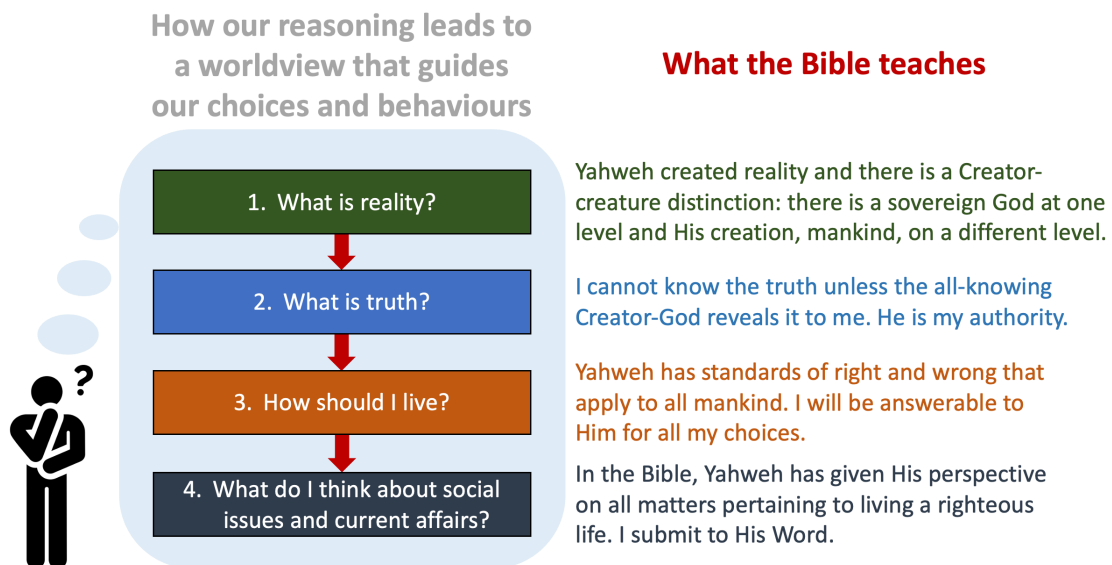 How our reasoning leads to
a worldview that guides
our choices and behaviours
What the Bible teaches
1. What is reality?
Yahweh created reality and there is a Creator-
creature distinction: there is a sovereign God at one
level and His creation, mankind, on a different level.
2. What is truth?
I cannot know the truth unless the all-knowing
Creator-God reveals it to me. He is my authority.
?
3. How should I live?
Yahweh has standards of right and wrong that
apply to all mankind. I will be answerable to
Him for all my choices.
4. What do I think about social
issues and current affairs?
In the Bible, Yahweh has given His perspective
on all matters pertaining to living a righteous
life. I submit to His Word.